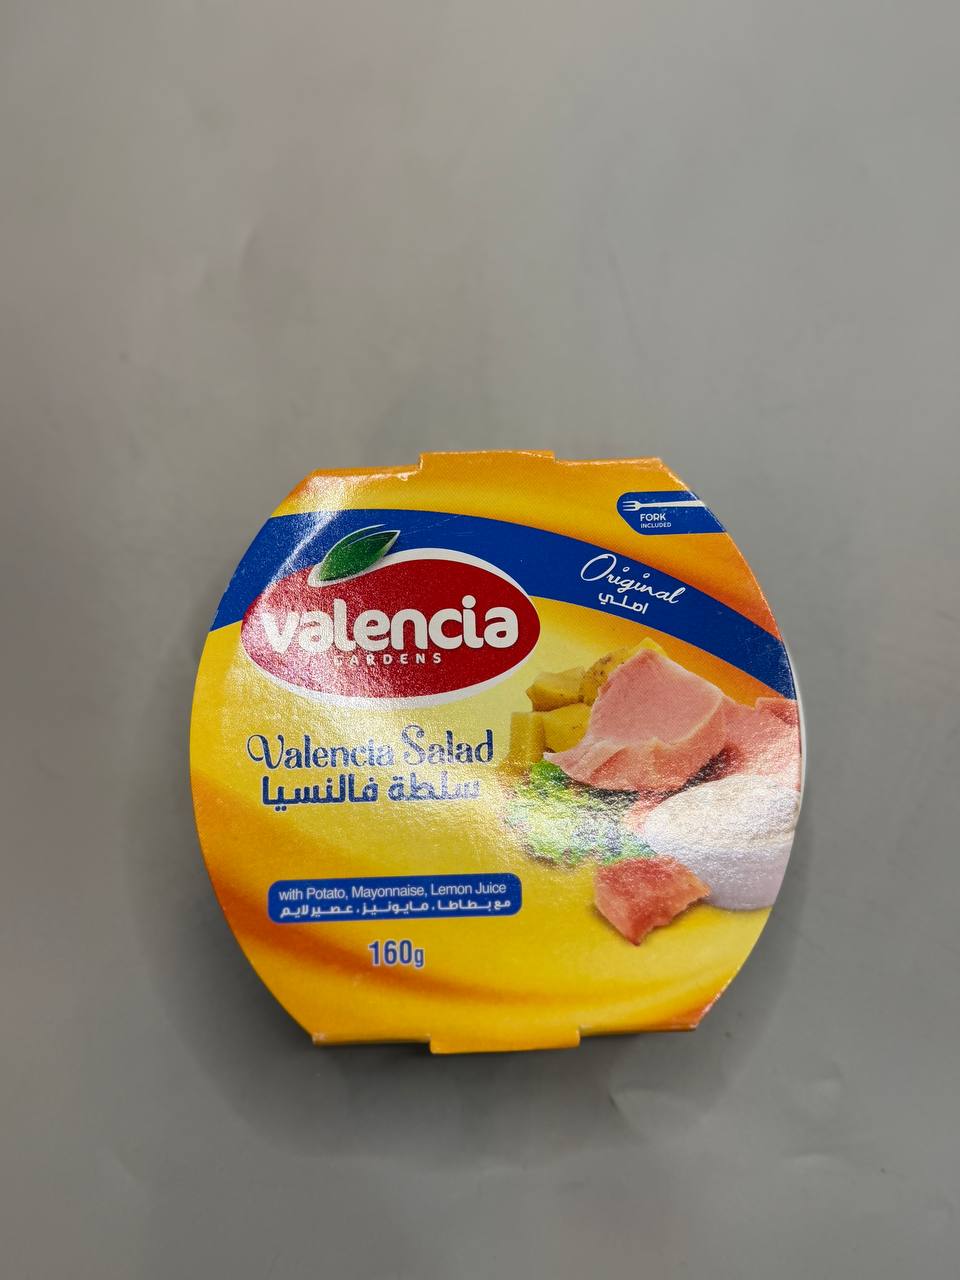 FORK
INCLUDED
Original
اصلي
valencia
GARDENS
Valencia Salad
سلطة فالنسيا
with Potato, Mayonnaise, Lemon Juice
مع بطاطا، مايونيز، عصير لايم
160g